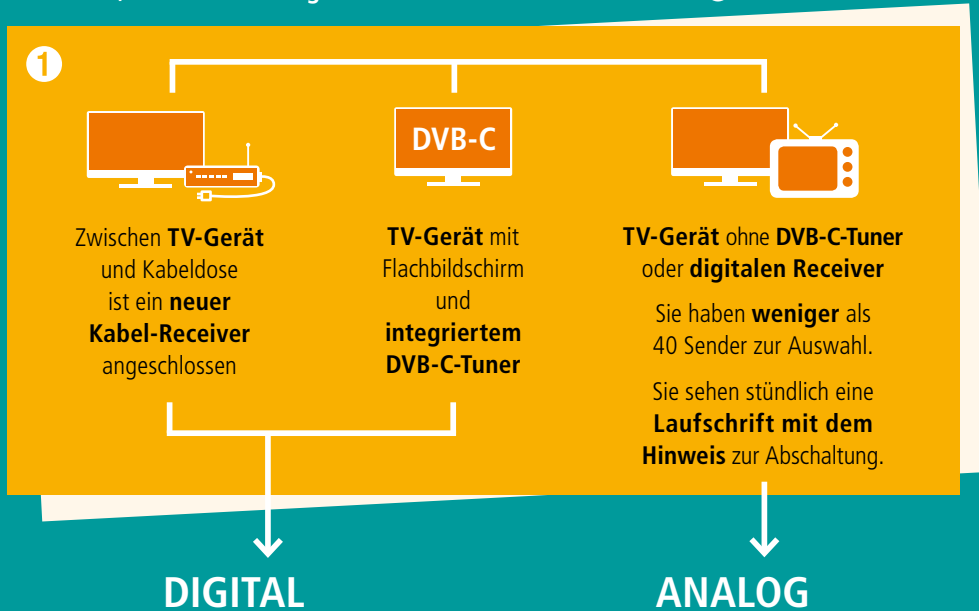 1
DVB-C
Zwischen TV-Gerät
und Kabeldose
ist ein neuer
Kabel-Receiver
angeschlossen
TV-Gerät mit
Flachbildschirm
und
integriertem
DVB-C-Tuner
TV-Gerät ohne DVB-C-Tuner
oder digitalen Receiver
Sie haben weniger als
40 Sender zur Auswahl.
Sie sehen stündlich eine
Laufschrift mit dem
Hinweis zur Abschaltung.
DIGITAL
ANALOG